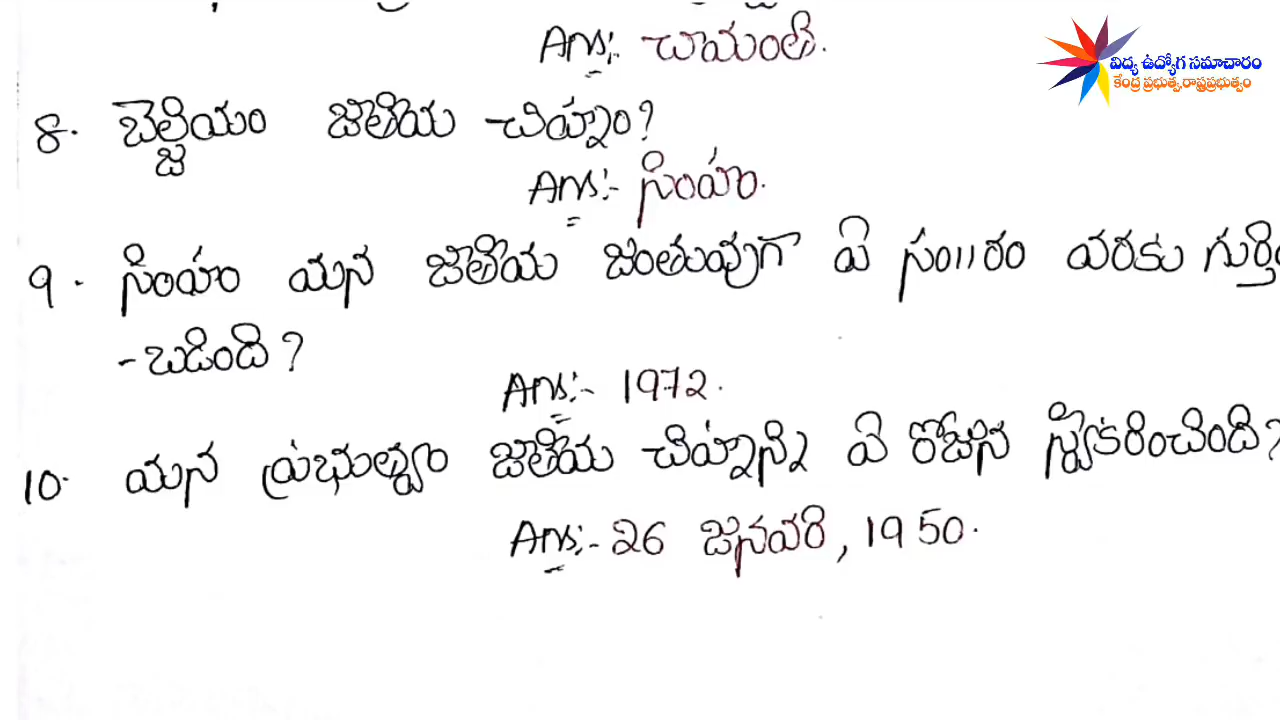 Ans:- చామంతి.
విద్య ఉద్యోగ సమాచారం
కేంద్ర ప్రభుత్వ,రాష్ట్రప్రభుత్వం
8. బెల్జియం జాతీయ చిహ్నం?
Ans:- సింహం.
9. సింహం మన జాతీయ జంతువుగా ఏ సం||రం వరకు
-బడింది?
Ans:- 1972.
10. మన ప్రభుత్వం జాతీయ చిహ్నాన్ని ఏ రోజున స్వీకరించింది?
Ans:- 26 జనవరి, 1950.